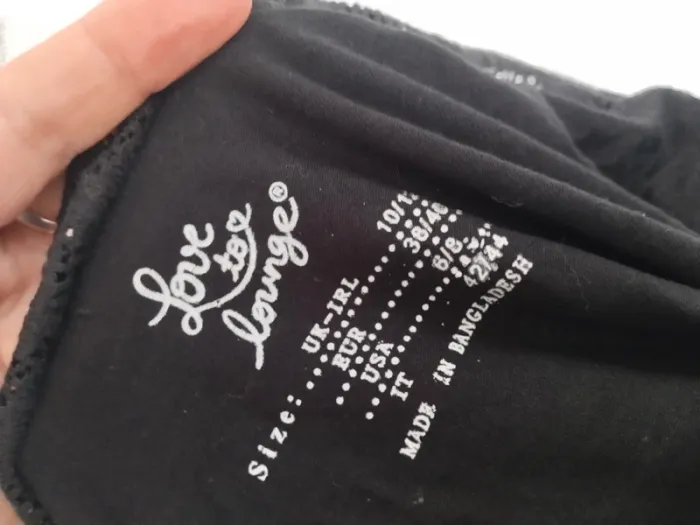 Love
to
lounge®
Size:
UK-IRL 10/12
EUR 38/40
USA 6/8
IT 42/44
MADE IN BANGLADESH